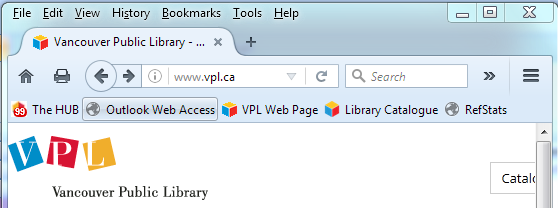 File Edit View History Bookmarks Tools Help
Vancouver Public Library - ...
www.vpl.ca Search
99 The HUB Outlook Web Access VPL Web Page Library Catalogue RefStats
VPL
Catalo
Vancouver Public Library